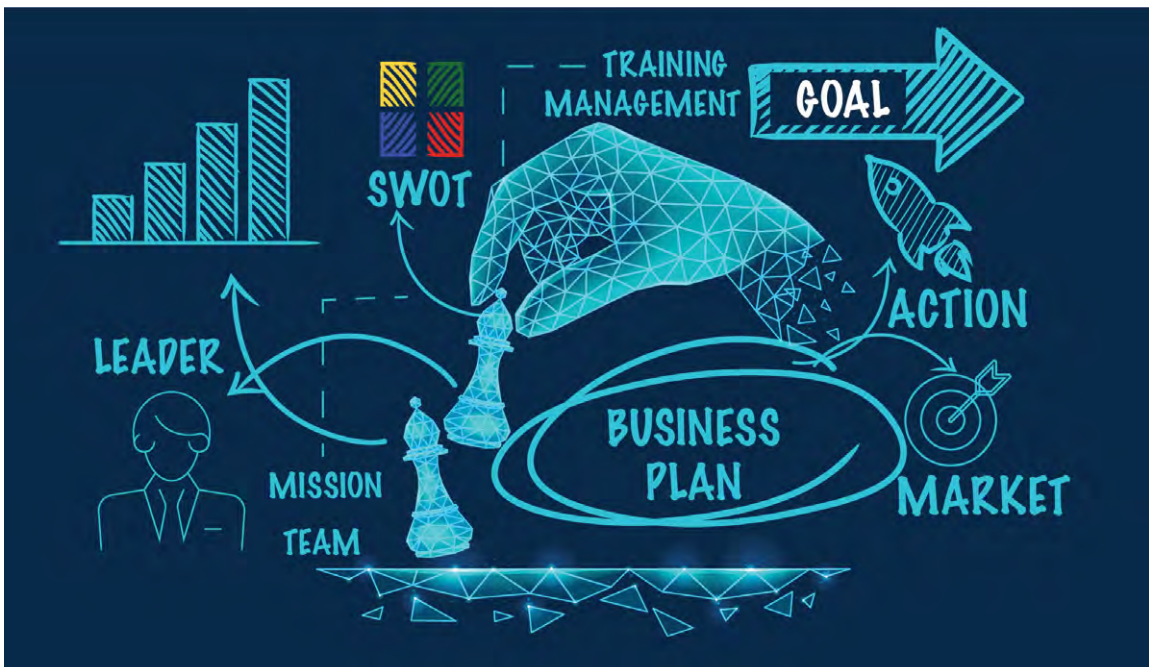 TRAINING
MANAGEMENT
GOAL
SWOT
ACTION
LEADER
BUSINESS
PLAN
MARKET
MISSION
TEAM